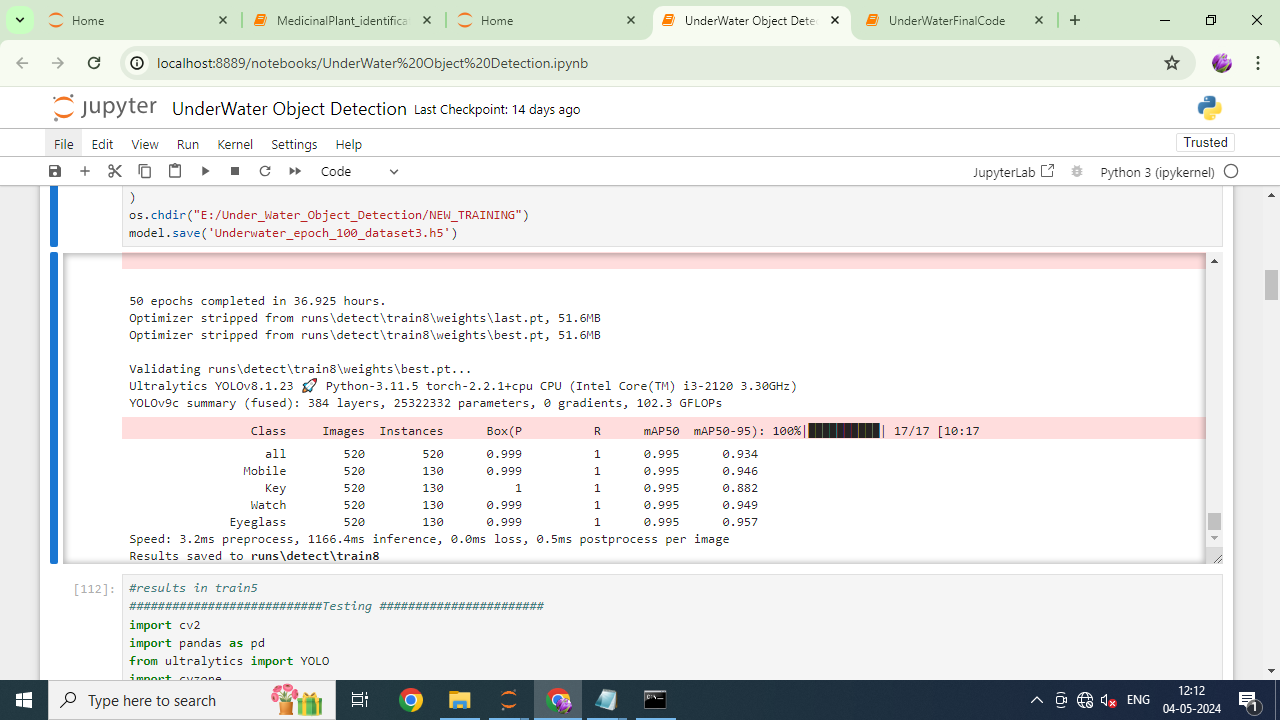 Home
MedicinalPlant_identificat
Home
UnderWater Object Detec
UnderWaterFinalCode
localhost:8889/notebooks/UnderWater%20Object%20Detection.ipynb
jupyter UnderWater Object Detection Last Checkpoint: 14 days ago
File Edit View Run Kernel Settings Help Trusted
Code JupyterLab Python 3 (ipykernel)
)
os.chdir("E:/Under_Water_Object_Detection/NEW_TRAINING")
model.save('Underwater_epoch_100_dataset3.h5')
50 epochs completed in 36.925 hours.
Optimizer stripped from runs\detect\train8\weights\last.pt, 51.6MB
Optimizer stripped from runs\detect\train8\weights\best.pt, 51.6MB
Validating runs\detect\train8\weights\best.pt...
Ultralytics YOLOv8.1.23 🚀 Python-3.11.5 torch-2.2.1+cpu CPU (Intel Core(TM) i3-2120 3.30GHz)
YOLOv9c summary (fused): 384 layers, 25322332 parameters, 0 gradients, 102.3 GFLOPs
Class Images Instances Box(P R mAP50 mAP50-95): 100%|██████████| 17/17 [10:17
all 520 520 0.999 1 0.995 0.934
Mobile 520 130 0.999 1 0.995 0.946
Key 520 130 1 1 0.995 0.882
Watch 520 130 0.999 1 0.995 0.949
Eyeglass 520 130 0.999 1 0.995 0.957
Speed: 3.2ms preprocess, 1166.4ms inference, 0.0ms loss, 0.5ms postprocess per image
Results saved to runs\detect\train8
[112]: #results in train5
###########################Testing #######################
import cv2
import pandas as pd
from ultralytics import YOLO
import cvzone
Type here to search
ENG
12:12
04-05-2024
1